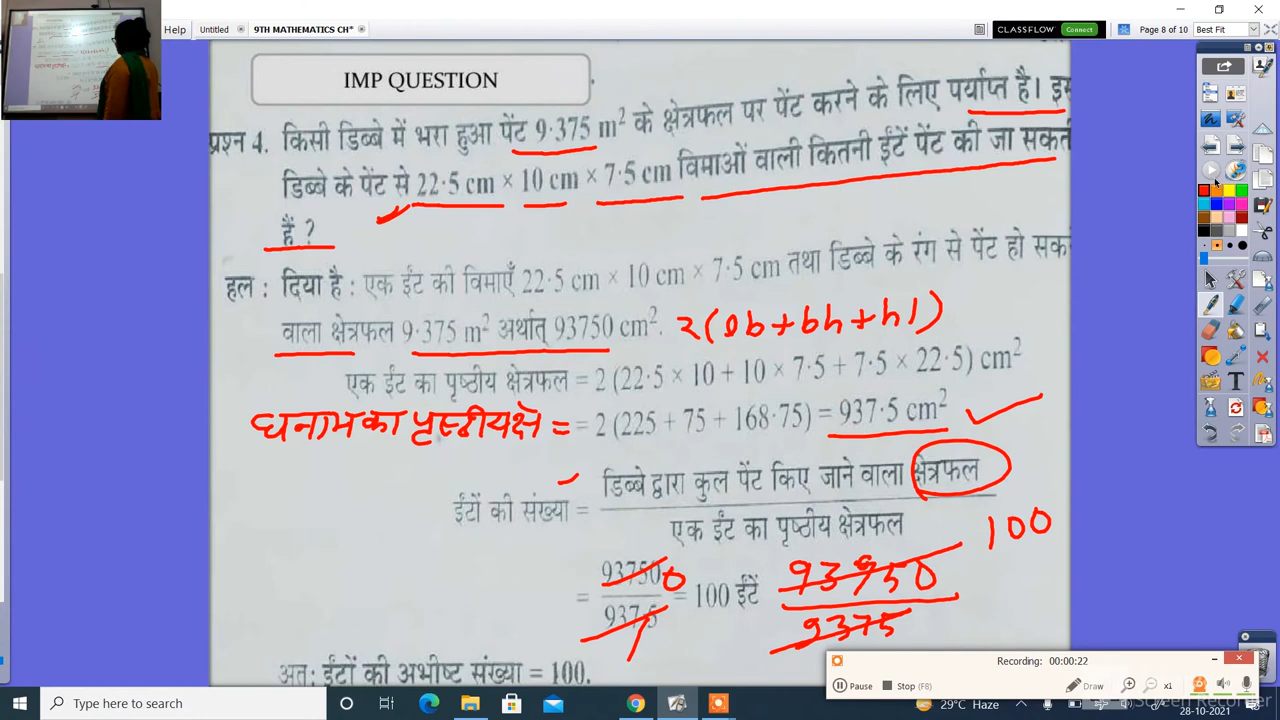 Help Untitled 9TH MATHEMATICS CH* CLASSFLOW Connect Page 8 of 10 Best Fit
IMP QUESTION
प्रश्न 4. किसी डिब्बे में भरा हुआ पेंट 9·375 m² के क्षेत्रफल पर पेंट करने के लिए पर्याप्त है। इस
डिब्बे के पेंट से 22·5 cm × 10 cm × 7·5 cm विमाओं वाली कितनी ईंटें पेंट की जा सकती
हैं ?
हल : दिया है : एक ईंट की विमाएँ 22·5 cm × 10 cm × 7·5 cm तथा डिब्बे के रंग से पेंट हो सक
वाला क्षेत्रफल 9·375 m² अर्थात् 93750 cm². 2(lb+bh+hl)
एक ईंट का पृष्ठीय क्षेत्रफल = 2 (22·5 × 10 + 10 × 7·5 + 7·5 × 22·5) cm²
घनाभ का पृष्ठीय क्षे = = 2 (225 + 75 + 168·75) = 937·5 cm²
डिब्बे द्वारा कुल पेंट किए जाने वाला क्षेत्रफल
ईंटों की संख्या =
एक ईंट का पृष्ठीय क्षेत्रफल
100
93750 0 93750
= = 100 ईंटें
937·5 1 9375
अत: ईंटों की अभीष्ट संख्या = 100.
Recording: 00:00:22
Pause Stop (F8) Draw x1
Type here to search 29°C Haze 28-10-2021